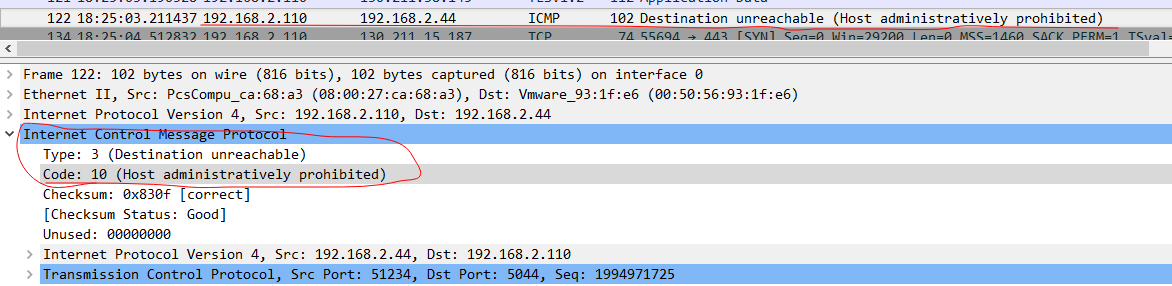 122 18:25:03.211437 192.168.2.110 192.168.2.44 ICMP 102 Destination unreachable (Host administratively prohibited)
134 18:25:04.512832 192.168.2.110 130.211.15.187 TCP 74 55694 → 443 [SYN] Seq=0 Win=29200 Len=0 MSS=1460 SACK_PERM=1 TSval=
Frame 122: 102 bytes on wire (816 bits), 102 bytes captured (816 bits) on interface 0
Ethernet II, Src: PcsCompu_ca:68:a3 (08:00:27:ca:68:a3), Dst: Vmware_93:1f:e6 (00:50:56:93:1f:e6)
Internet Protocol Version 4, Src: 192.168.2.110, Dst: 192.168.2.44
Internet Control Message Protocol
Type: 3 (Destination unreachable)
Code: 10 (Host administratively prohibited)
Checksum: 0x830f [correct]
[Checksum Status: Good]
Unused: 00000000
Internet Protocol Version 4, Src: 192.168.2.44, Dst: 192.168.2.110
Transmission Control Protocol, Src Port: 51234, Dst Port: 5044, Seq: 1994971725